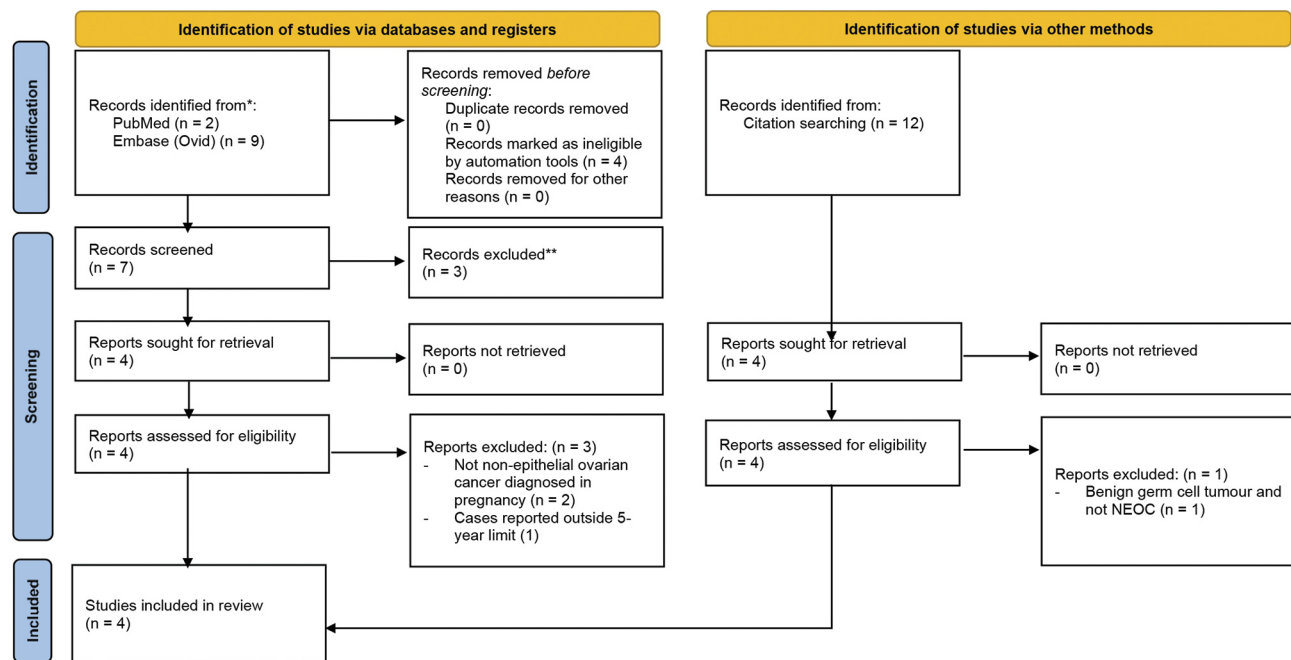 Identification of studies via databases and registers
Identification of studies via other methods
Identification
Records identified from*:
PubMed (n = 2)
Embase (Ovid) (n = 9)
Records removed before
screening:
Duplicate records removed
(n = 0)
Records marked as ineligible
by automation tools (n = 4)
Records removed for other
reasons (n = 0)
Records identified from:
Citation searching (n = 12)
Screening
Records screened
(n = 7)
Records excluded**
(n = 3)
Reports sought for retrieval
(n = 4)
Reports not retrieved
(n = 0)
Reports sought for retrieval
(n = 4)
Reports not retrieved
(n = 0)
Reports assessed for eligibility
(n = 4)
Reports excluded: (n = 3)
- Not non-epithelial ovarian
cancer diagnosed in
pregnancy (n = 2)
- Cases reported outside 5-
year limit (1)
Reports assessed for eligibility
(n = 4)
Reports excluded: (n = 1)
- Benign germ cell tumour and
not NEOC (n = 1)
Included
Studies included in review
(n = 4)